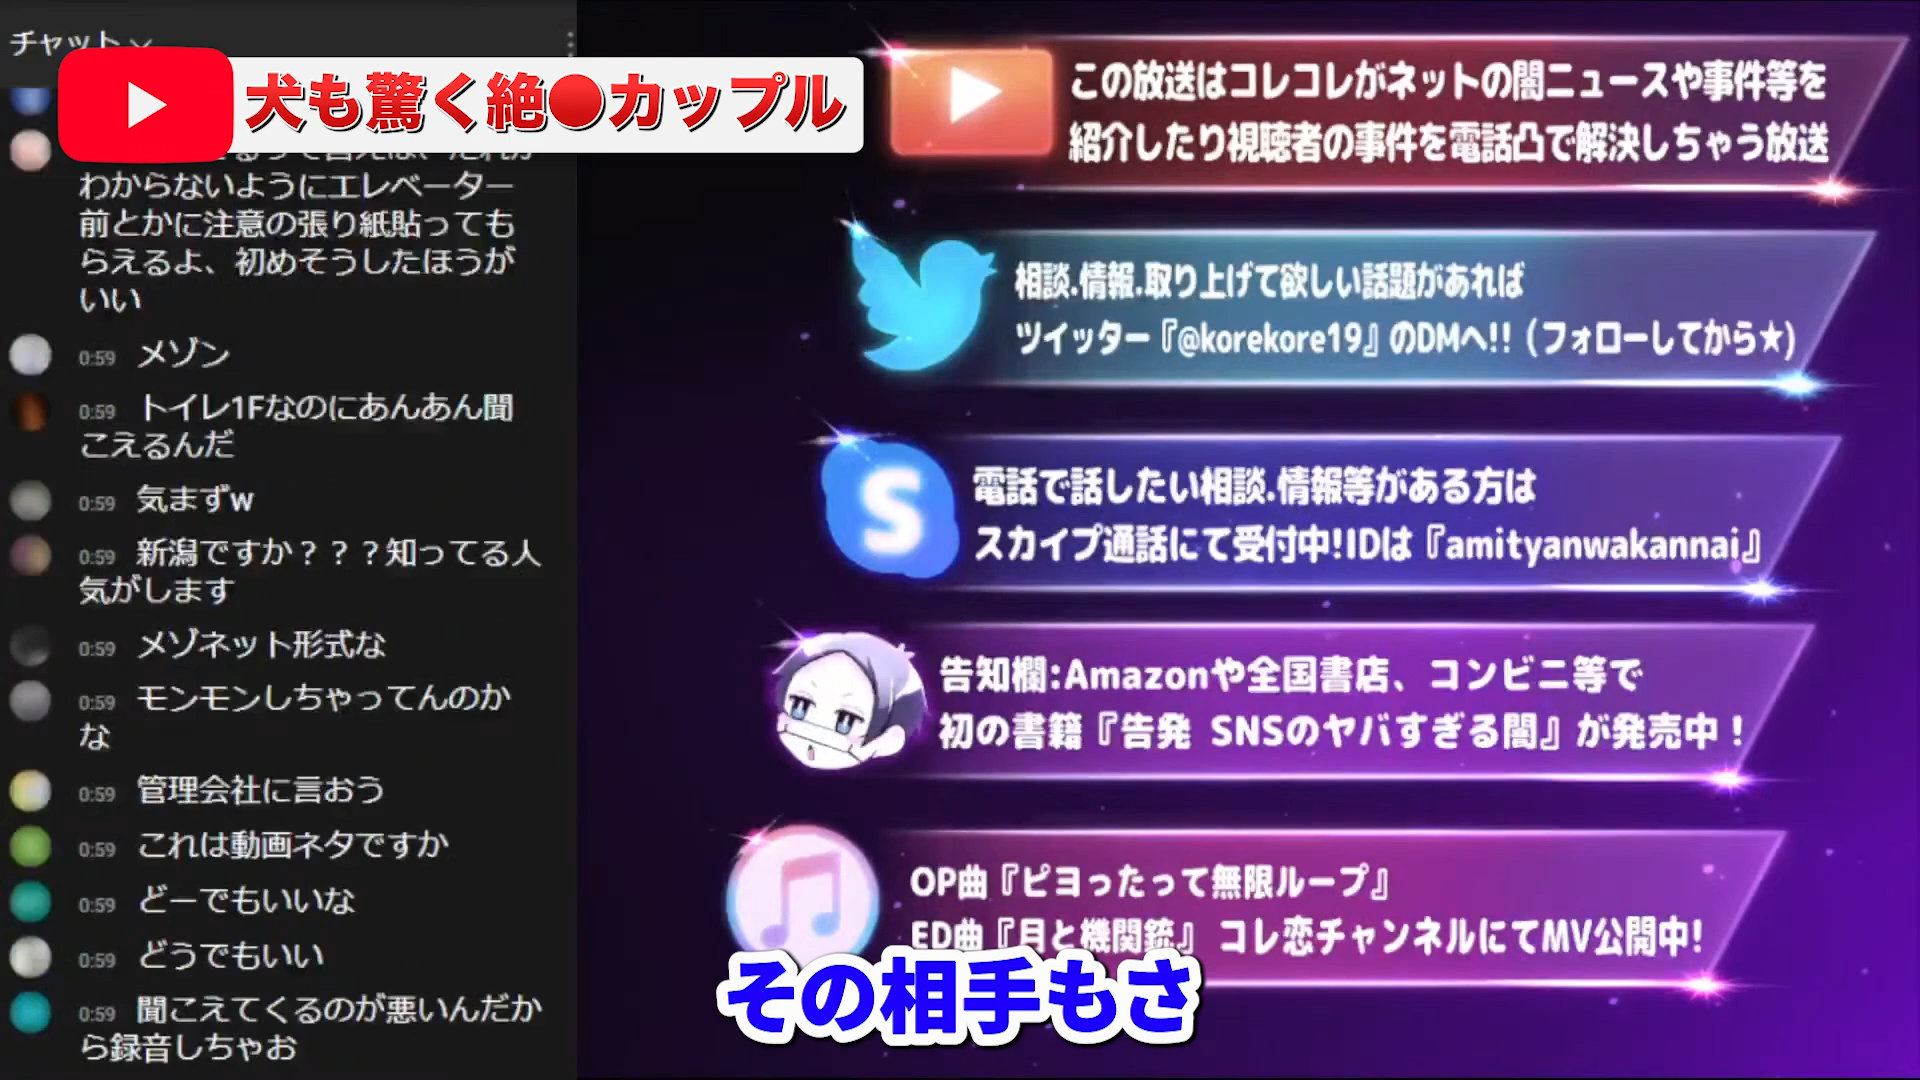 チャット
犬も驚く絶●カップル
わからないようにエレベーター
前とかに注意の張り紙貼っても
らえるよ、初めそうしたほうが
いい
0:59 メゾン
0:59 トイレ1Fなのにあんあん聞
こえるんだ
0:59 気まずw
0:59 新潟ですか？？？知ってる人
気がします
0:59 メゾネット形式な
0:59 モンモンしちゃってんのか
な
0:59 管理会社に言おう
0:59 これは動画ネタですか
0:59 どーでもいいな
0:59 どうでもいい
0:59 聞こえてくるのが悪いんだか
ら録音しちゃお
この放送はコレコレがネットの闇ニュースや事件等を
紹介したり視聴者の事件を電話凸で解決しちゃう放送
相談.情報.取り上げて欲しい話題があれば
ツイッター『@korekore19』のDMへ!!（フォローしてから★)
S
電話で話したい相談.情報等がある方は
スカイプ通話にて受付中!IDは『amityanwakannai』
告知欄:Amazonや全国書店、コンビニ等で
初の書籍『告発 SNSのヤバすぎる闇』が発売中！
OP曲『ピヨったって無限ループ』
ED曲『月と機関銃』 コレ恋チャンネルにてMV公開中!
その相手もさ